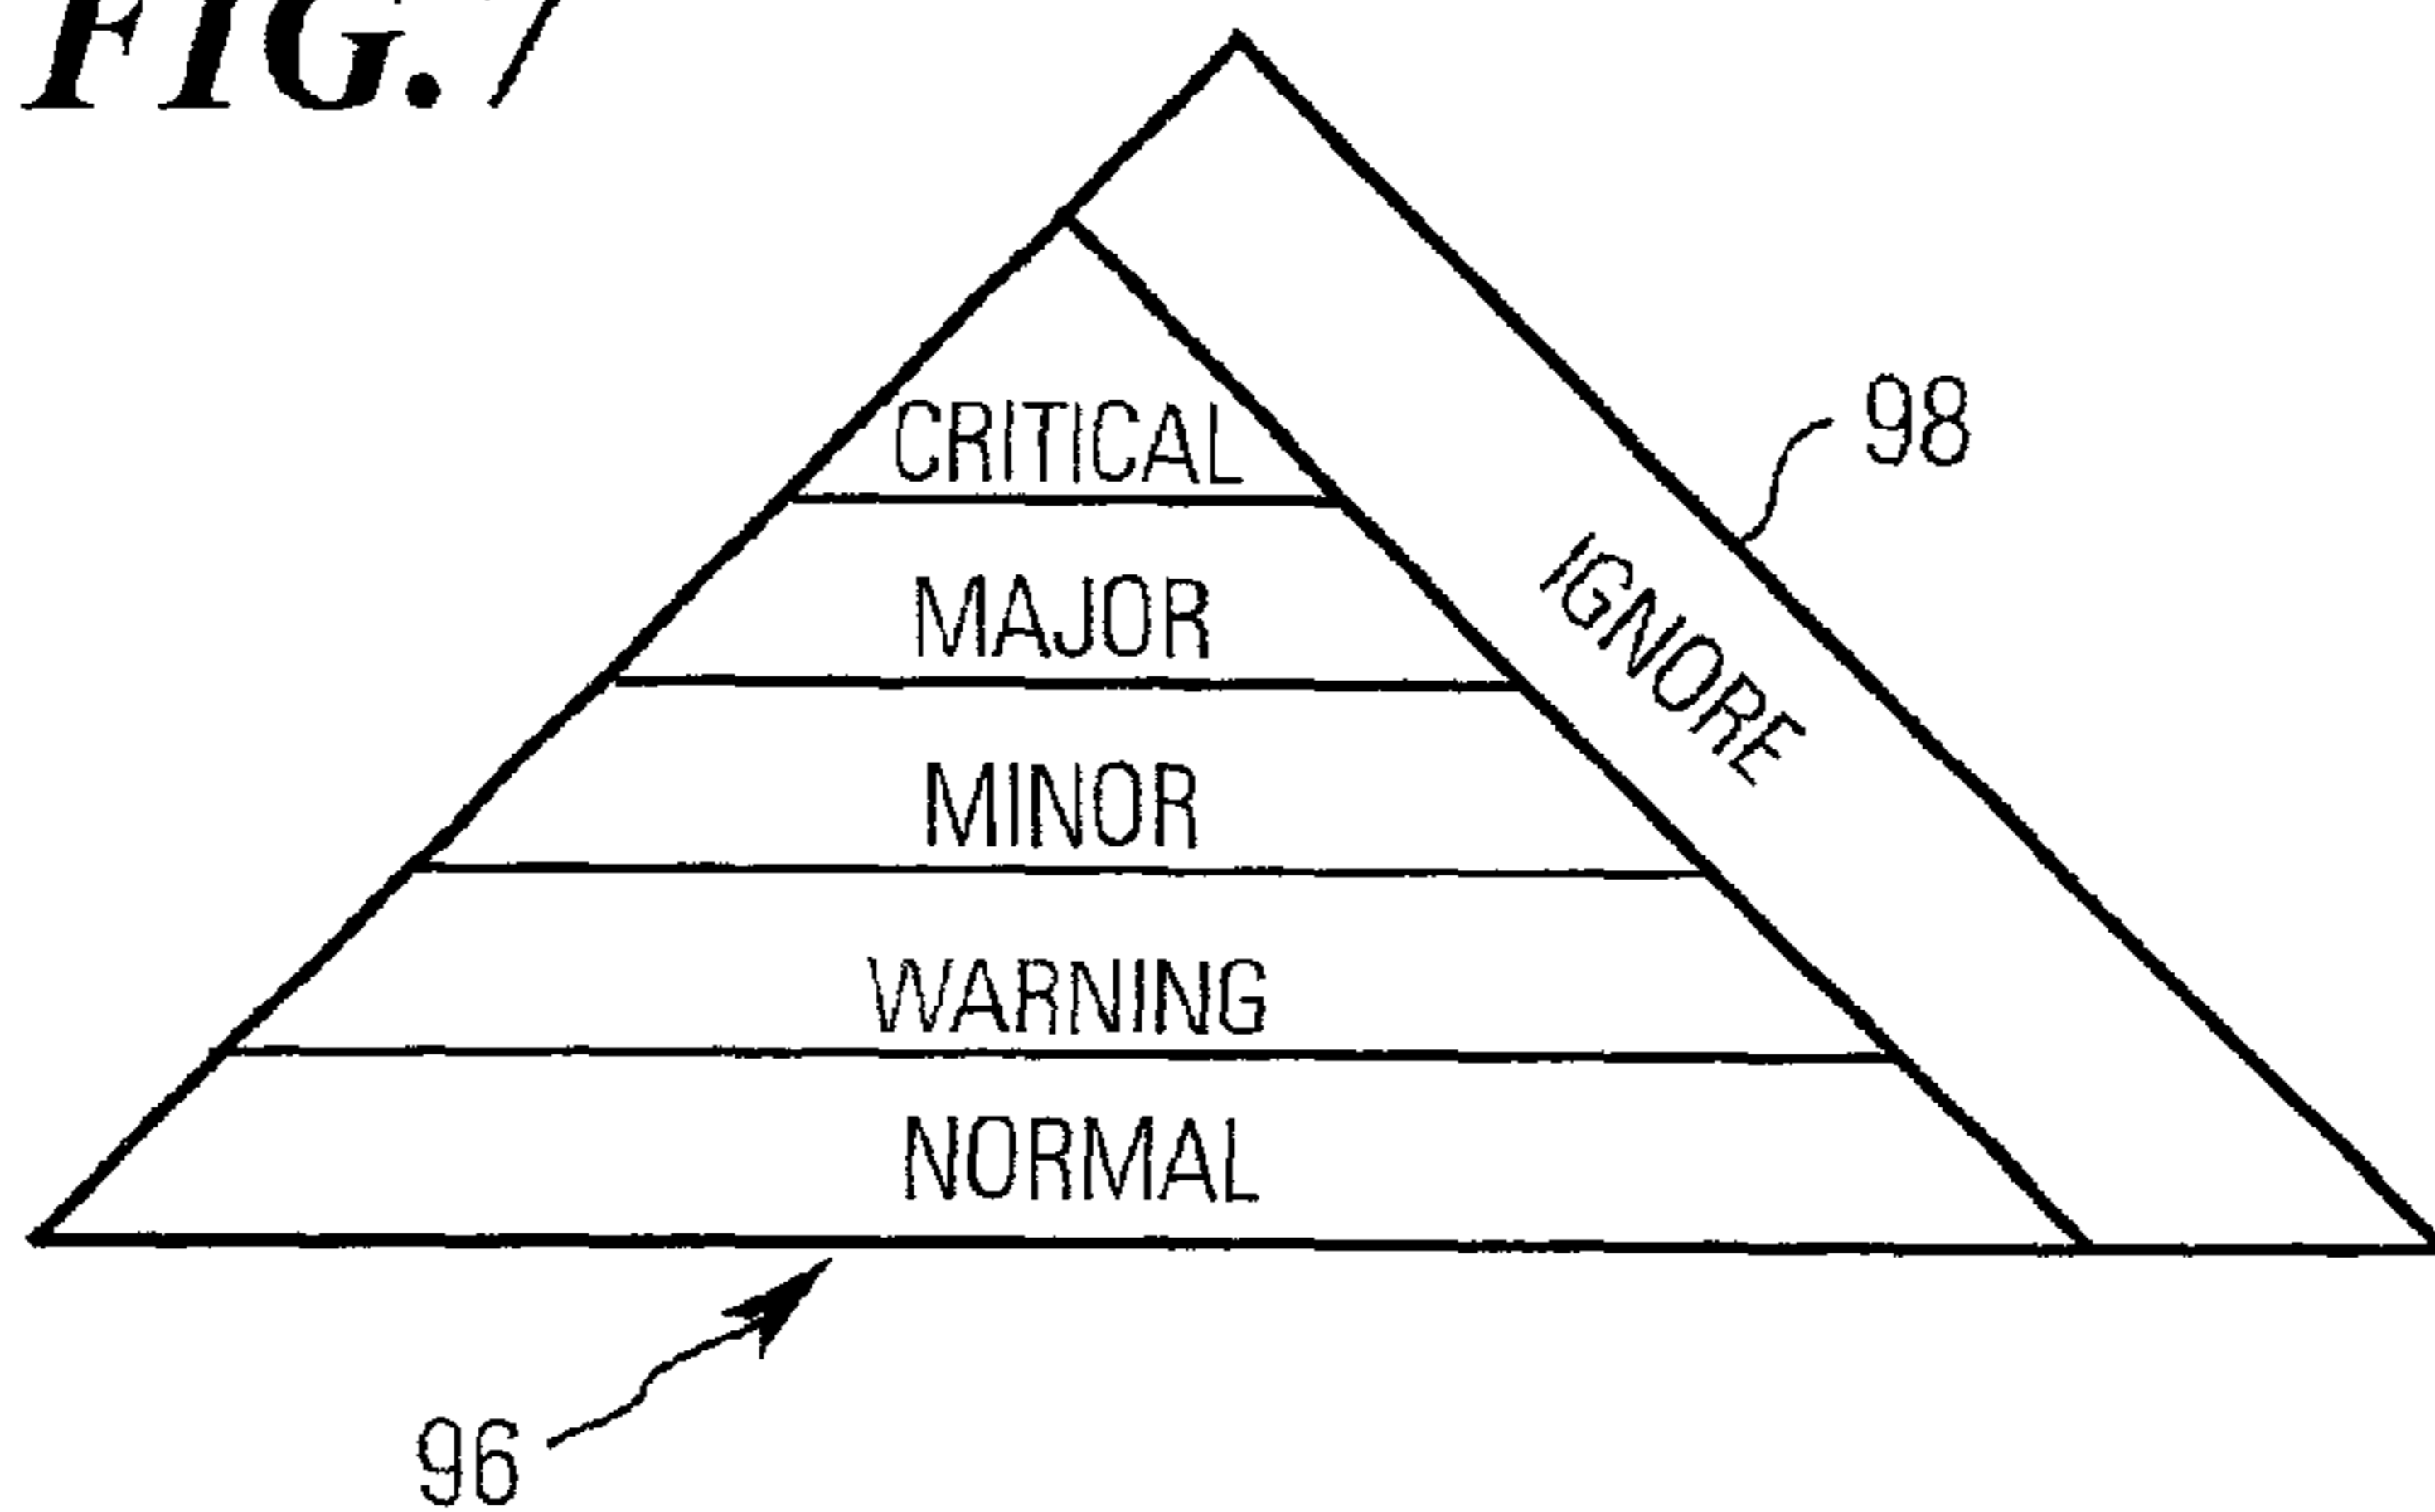 FIG. 7
CRITICAL
98
MAJOR
IGNORE
MINOR
WARNING
NORMAL
96